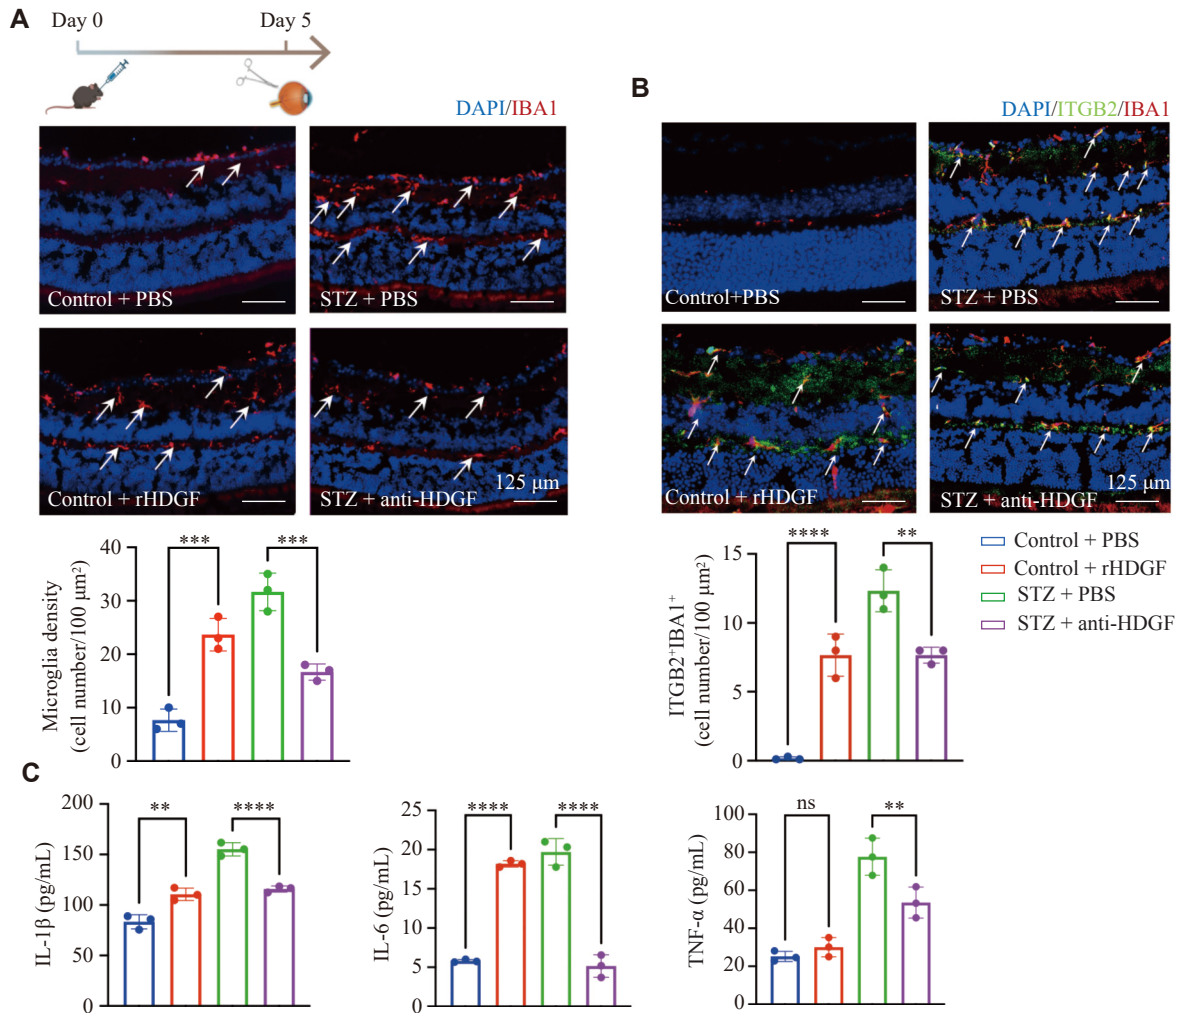 A
Day 0
Day 5
DAPI/IBA1
Control + PBS
STZ + PBS
Control + rHDGF
STZ + anti-HDGF
125 μm
40
30
20
10
0
Microglia density
(cell number/100 μm²)
***
***
B
DAPI/ITGB2/IBA1
Control+PBS
STZ + PBS
Control + rHDGF
STZ + anti-HDGF
125 μm
15
10
5
0
ITGB2⁺IBA1⁺
(cell number/100 μm²)
****
**
Control + PBS
Control + rHDGF
STZ + PBS
STZ + anti-HDGF
C
200
150
100
50
0
IL-1β (pg/mL)
**
****
25
20
15
10
5
0
IL-6 (pg/mL)
****
****
100
80
60
40
20
0
TNF-α (pg/mL)
ns
**